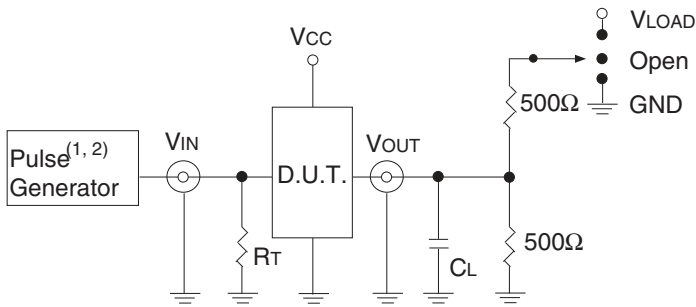 VLOAD
VCC
Open
500Ω
GND
Pulse(1, 2)
Generator
VIN
D.U.T.
VOUT
RT
CL
500Ω